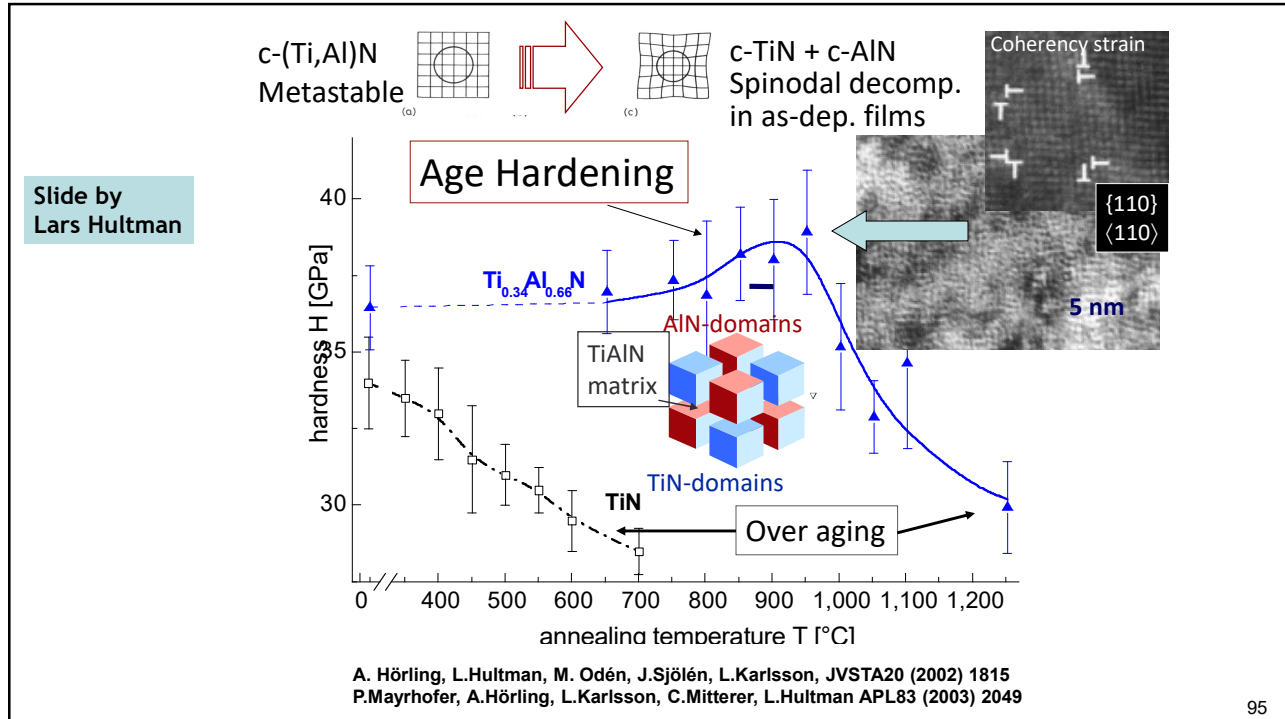 c-(Ti,Al)N
Metastable
(a)
(c)
c-TiN + c-AlN
Spinodal decomp.
in as-dep. films
Coherency strain
{110}
⟨110⟩
5 nm
Slide by
Lars Hultman
Age Hardening
Ti0.34Al0.66N
AlN-domains
TiAlN
matrix
TiN-domains
TiN
Over aging
hardness H [GPa]
40
35
30
0
400
500
600
700
800
900
1,000
1,100
1,200
annealing temperature T [°C]
A. Hörling, L.Hultman, M. Odén, J.Sjölén, L.Karlsson, JVSTA20 (2002) 1815
P.Mayrhofer, A.Hörling, L.Karlsson, C.Mitterer, L.Hultman APL83 (2003) 2049
95